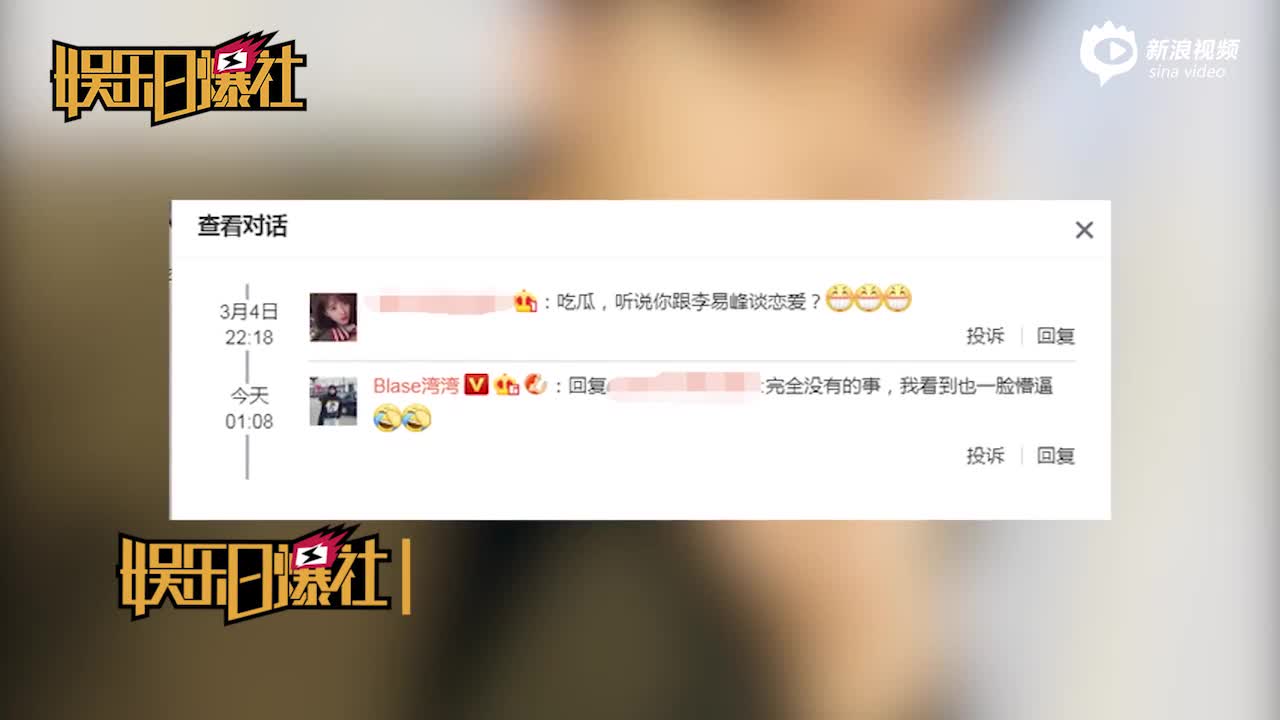 娱乐日爆社
新浪视频
sina video
查看对话
3月4日
22:18
：吃瓜，听说你跟李易峰谈恋爱？
投诉 回复
今天
01:08
Blase湾湾 V ：回复 :完全没有的事，我看到也一脸懵逼
投诉 回复
娱乐日爆社